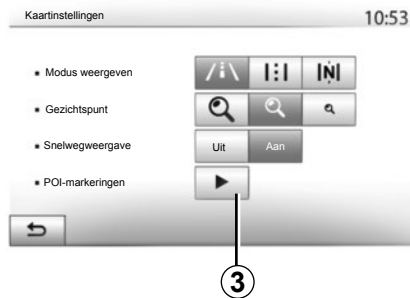 Kaartinstellingen 10:53
Modus weergeven N
Gezichtspunt
Snelwegweergave Uit Aan
POI-markeringen
3